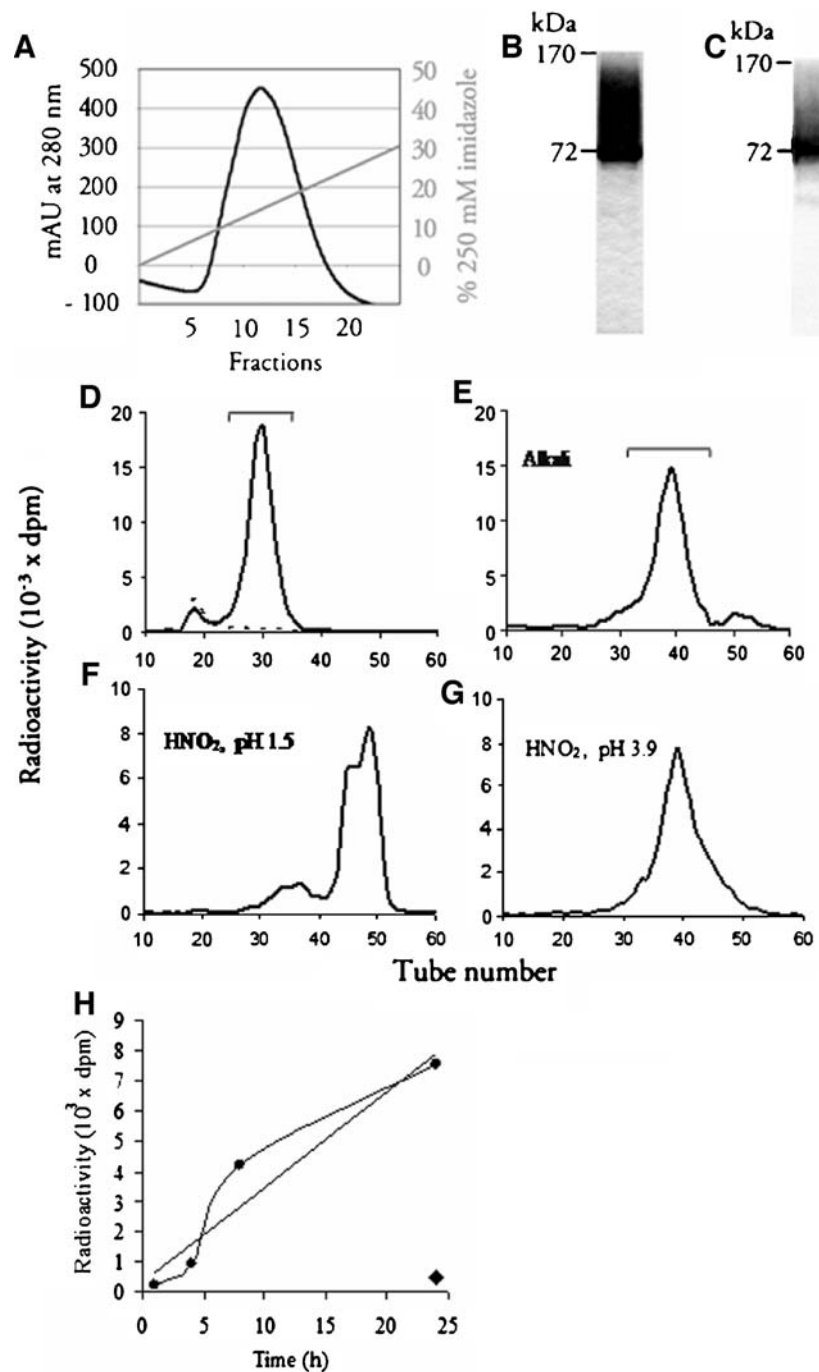 A
500
400
300
200
100
0
- 100
mAU at 280 nm
50
40
30
20
10
0
% 250 mM imidazole
5 10 15 20
Fractions
B
kDa
170
72
C
kDa
170
72
Radioactivity (10⁻³ x dpm)
D
20
15
10
5
0
10 20 30 40 50 60
E
Alkali
20
15
10
5
0
10 20 30 40 50 60
F
HNO₂, pH 1.5
10
8
6
4
2
0
10 20 30 40 50 60
G
HNO₂, pH 3.9
10
8
6
4
2
0
10 20 30 40 50 60
Tube number
H
Radioactivity (10³ x dpm)
9
8
7
6
5
4
3
2
1
0
0 5 10 15 20 25
Time (h)